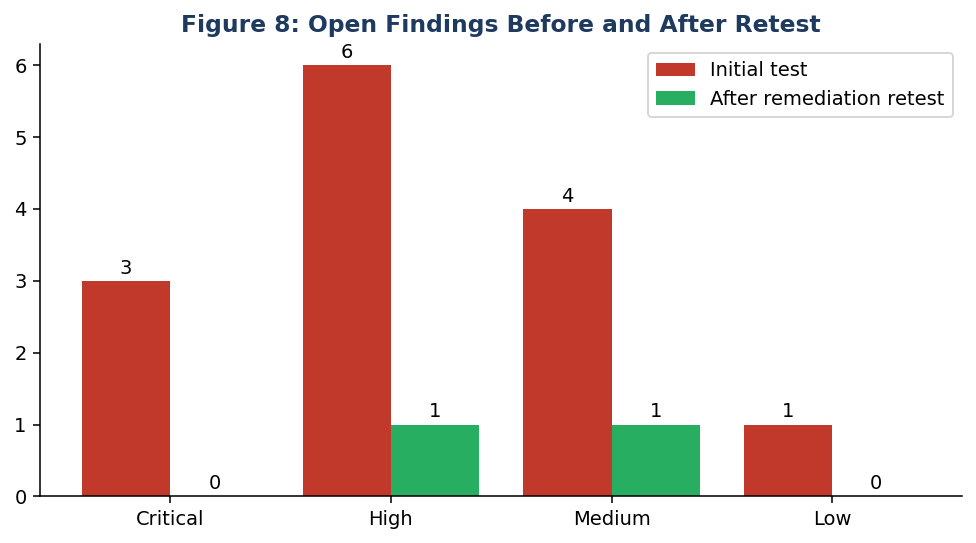 Figure 8: Open Findings Before and After Retest
Initial test
After remediation retest
6
5
4
3
2
1
0
3
0
6
1
4
1
1
0
Critical
High
Medium
Low